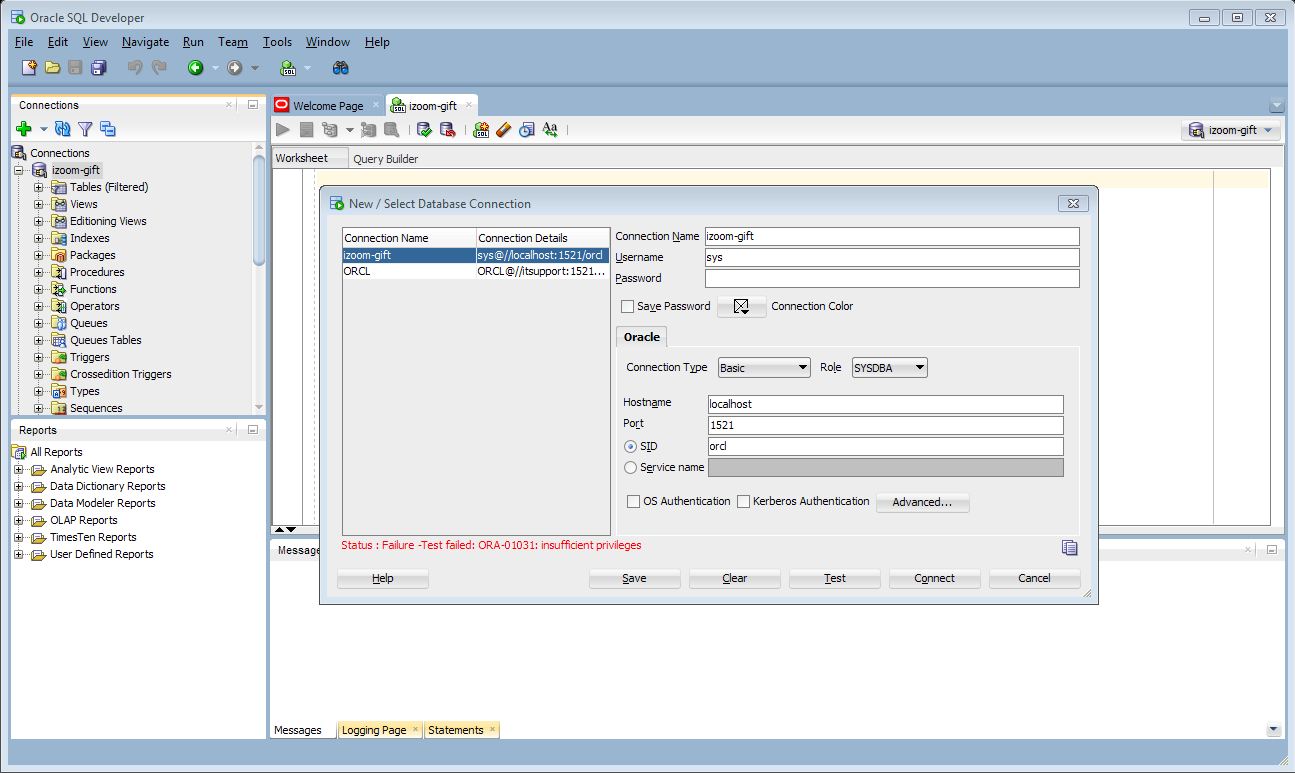 Oracle SQL Developer
File Edit View Navigate Run Team Tools Window Help
Connections
Connections
izoom-gift
Tables (Filtered)
Views
Editioning Views
Indexes
Packages
Procedures
Functions
Operators
Queues
Queues Tables
Triggers
Crossedition Triggers
Types
Sequences
Reports
All Reports
Analytic View Reports
Data Dictionary Reports
Data Modeler Reports
OLAP Reports
TimesTen Reports
User Defined Reports
Welcome Page izoom-gift
izoom-gift
Worksheet Query Builder
New / Select Database Connection
Connection Name Connection Details
izoom-gift sys@//localhost:1521/orcl
ORCL ORCL@//itsupport:1521...
Connection Name izoom-gift
Username sys
Password
Save Password Connection Color
Oracle
Connection Type Basic Role SYSDBA
Hostname localhost
Port 1521
SID orcl
Service name
OS Authentication Kerberos Authentication Advanced...
Status : Failure -Test failed: ORA-01031: insufficient privileges
Help Save Clear Test Connect Cancel
Message
Messages Logging Page Statements